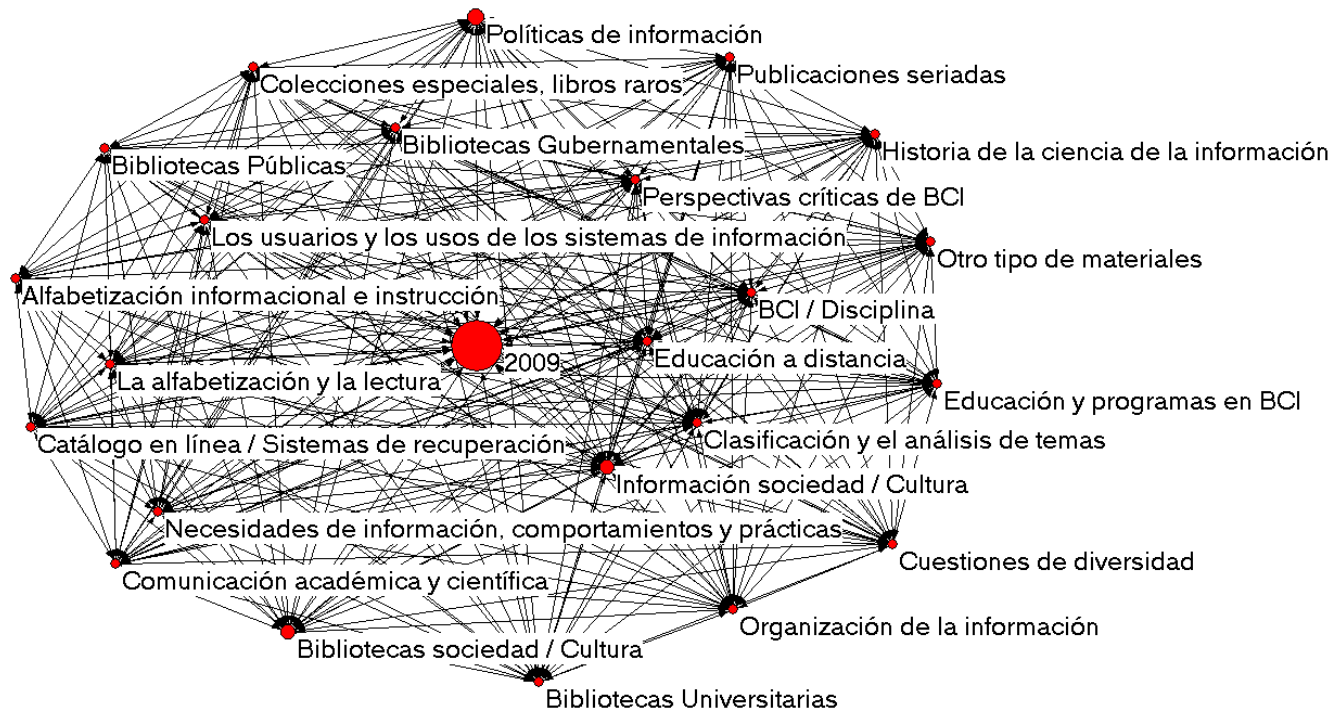 Políticas de información
Publicaciones seriadas
Colecciones especiales, libros raros
Bibliotecas Gubernamentales
Historia de la ciencia de la información
Bibliotecas Públicas
Perspectivas críticas de BCI
Los usuarios y los usos de los sistemas de información
Otro tipo de materiales
Alfabetización informacional e instrucción
BCI / Disciplina
2009
Educación a distancia
La alfabetización y la lectura
Educación y programas en BCI
Catálogo en línea / Sistemas de recuperación
Clasificación y el análisis de temas
Información sociedad / Cultura
Necesidades de información, comportamientos y prácticas
Cuestiones de diversidad
Comunicación académica y científica
Organización de la información
Bibliotecas sociedad / Cultura
Bibliotecas Universitarias